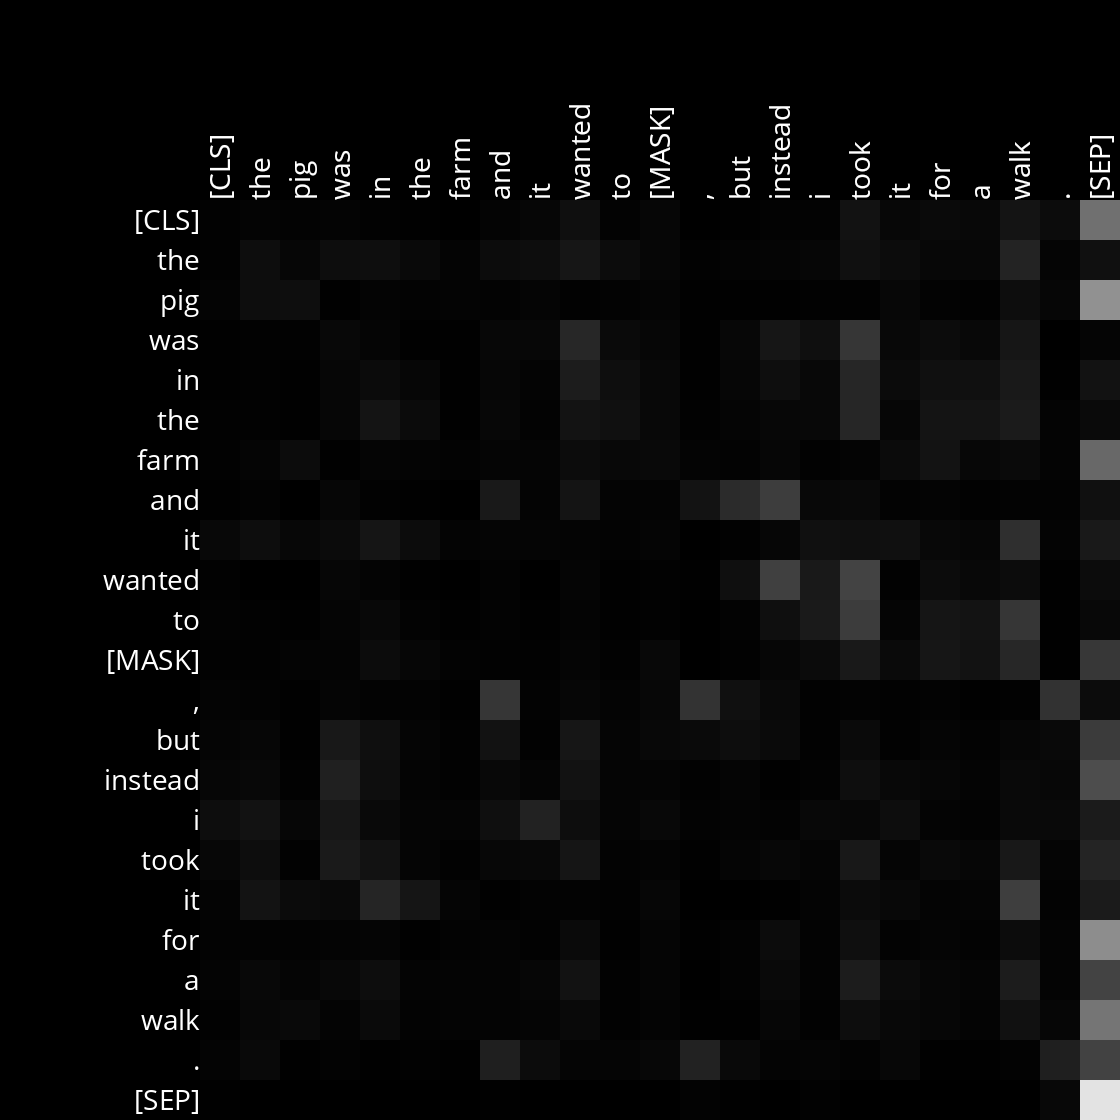 [CLS] the pig was in the farm and it wanted to [MASK] , but instead i took it for a walk . [SEP]
[CLS]
the
pig
was
in
the
farm
and
it
wanted
to
[MASK]
,
but
instead
i
took
it
for
a
walk
.
[SEP]